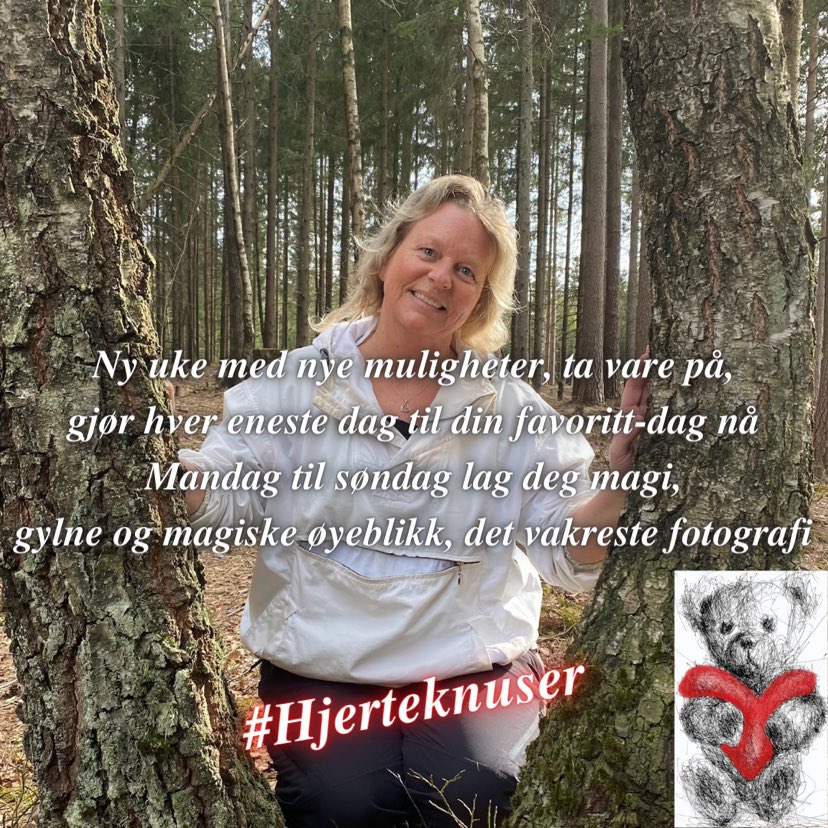 Ny uke med nye muligheter, ta vare på,
gjør hver eneste dag til din favoritt-dag nå
Mandag til søndag lag deg magi,
gylne og magiske øyeblikk, det vakreste fotografi
#Hjerteknuser